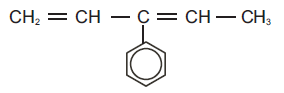 CH₂ = CH — C = CH — CH₃